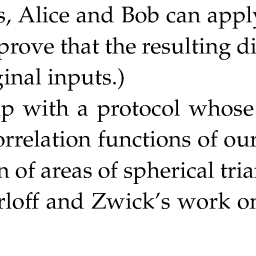 s, Alice and Bob can apply
prove that the resulting di
ginal inputs.)
p with a protocol whose
orrelation functions of our
n of areas of spherical tria
rloff and Zwick's work on